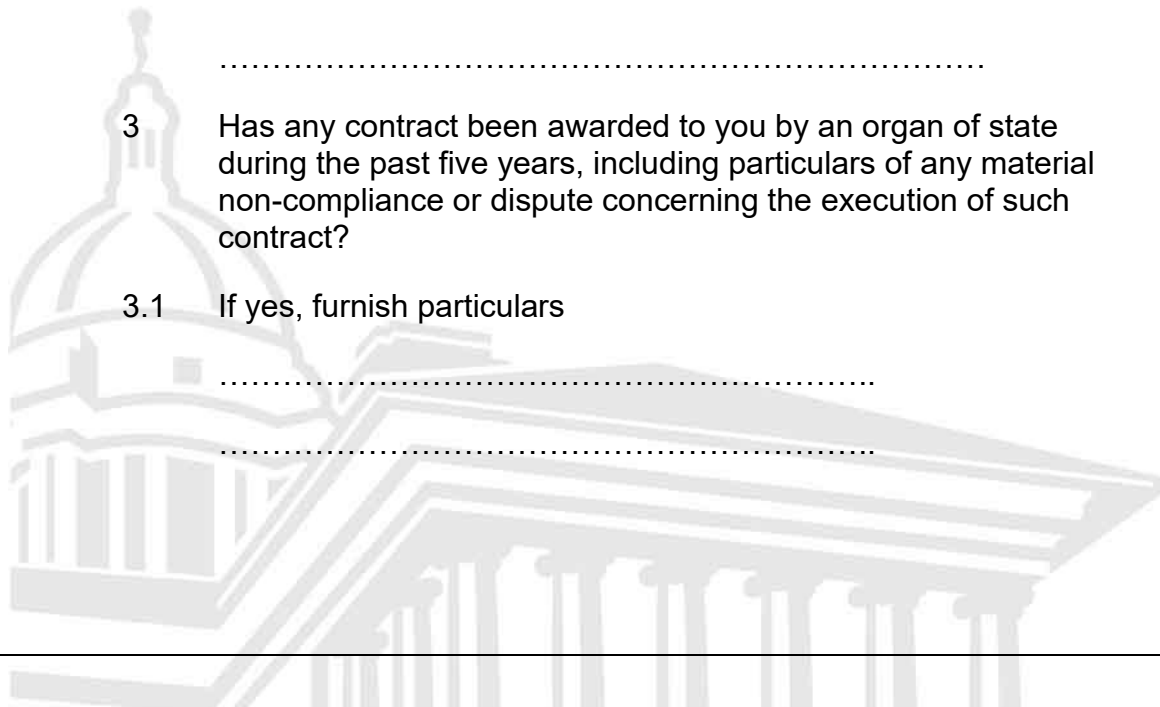 ……………………………………………………………
3 Has any contract been awarded to you by an organ of state
during the past five years, including particulars of any material
non-compliance or dispute concerning the execution of such
contract?
3.1 If yes, furnish particulars
…………………………………………………..
…………………………………………………..